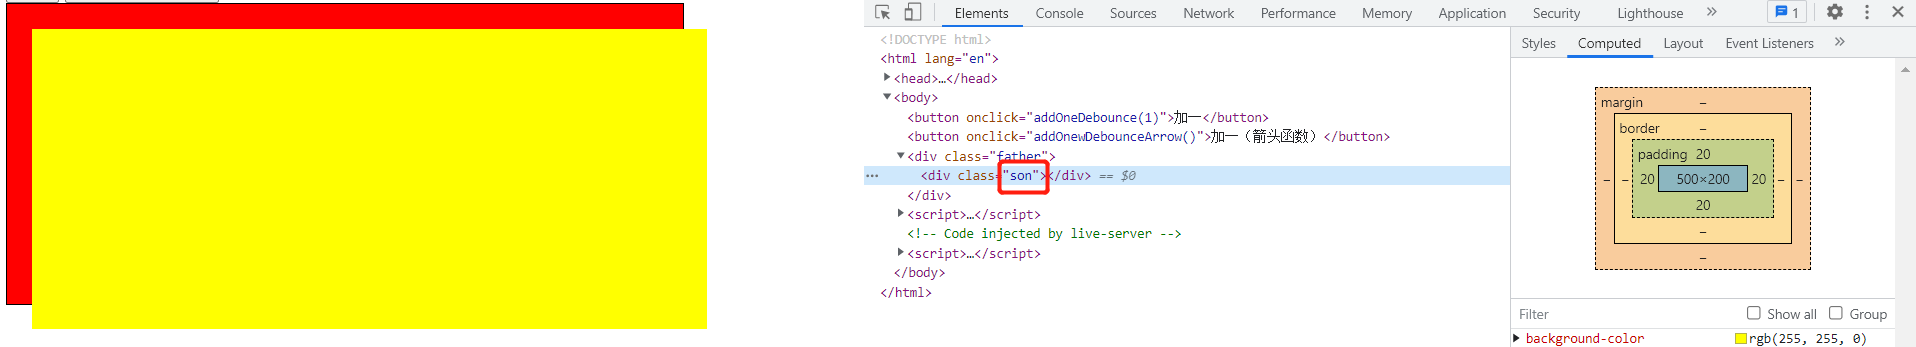 Elements Console Sources Network Performance Memory Application Security Lighthouse » 1
<!DOCTYPE html>
<html lang="en">
<head>…</head>
<body>
<button onclick="addOneDebounce(1)">加一</button>
<button onclick="addOnewDebounceArrow()">加一（箭头函数）</button>
<div class="father">
<div class="son"></div> == $0
</div>
<script>…</script>
<!-- Code injected by live-server -->
<script>…</script>
</body>
</html>
Styles Computed Layout Event Listeners »
margin –
border –
padding 20
– – 20 500×200 20 – –
20
–
–
Filter Show all Group
background-color rgb(255, 255, 0)